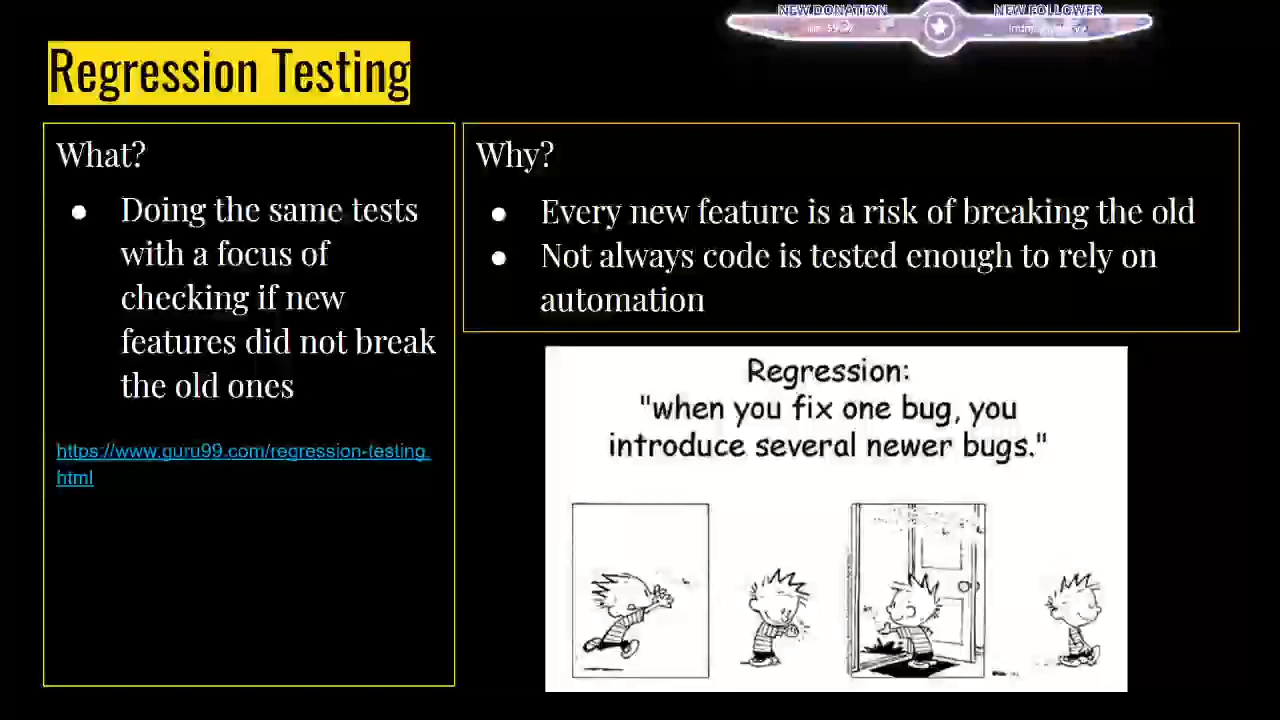 NEW DONATION
NEW FOLLOWER
Regression Testing
What?
● Doing the same tests
with a focus of
checking if new
features did not break
the old ones
https://www.guru99.com/regression-testing.
html
Why?
● Every new feature is a risk of breaking the old
● Not always code is tested enough to rely on
automation
Regression:
"when you fix one bug, you
introduce several newer bugs."